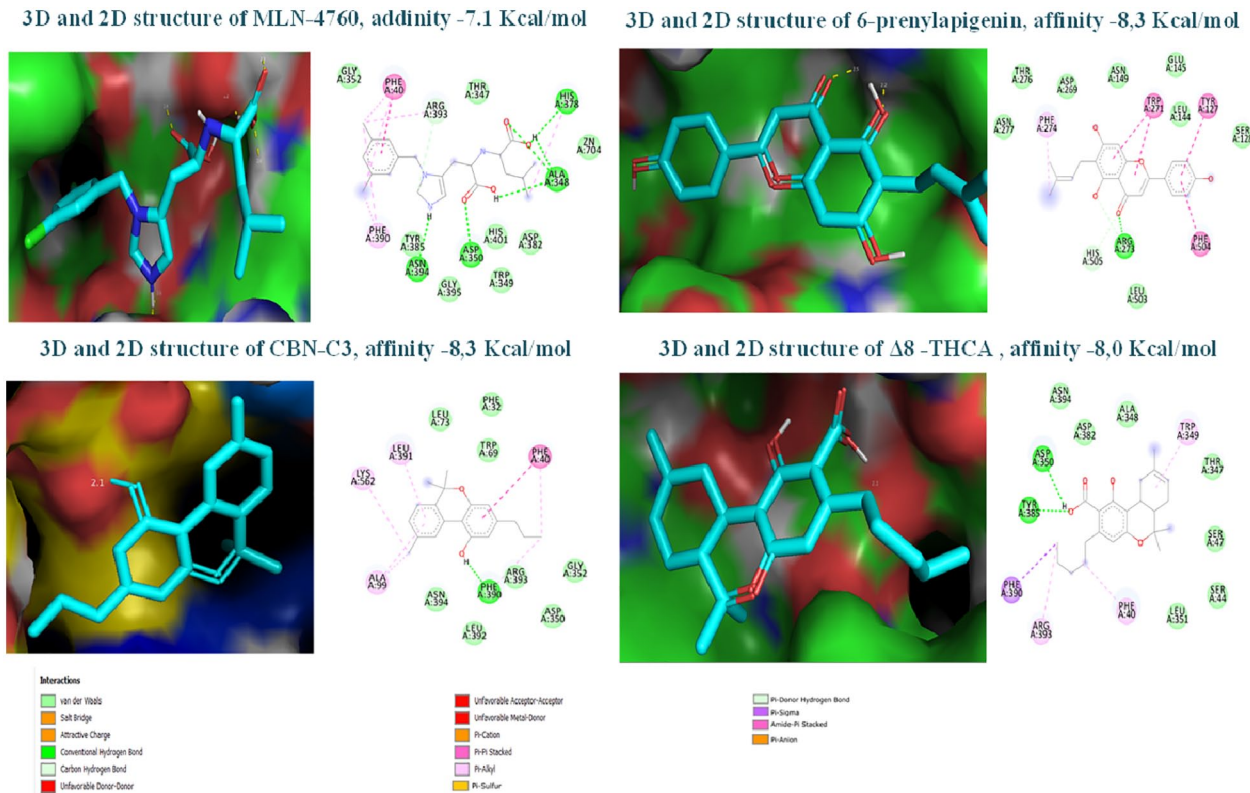 3D and 2D structure of MLN-4760, addinity -7.1 Kcal/mol
GLY
A:352
PHE
A:40
ARG
A:393
THR
A:347
HIS
A:378
ZN
A:704
ALA
A:348
PHE
A:390
TYR
A:385
ASN
A:394
GLY
A:395
ASP
A:350
HIS
A:401
TRP
A:349
ASP
A:382
H
H
H
3D and 2D structure of 6-prenylapigenin, affinity -8,3 Kcal/mol
THR
A:276
ASP
A:269
ASN
A:149
GLU
A:145
TRP
A:271
LEU
A:144
TYR
A:127
SER
A:128
ASN
A:277
PHE
A:274
HIS
A:505
ARG
A:273
PHE
A:504
LEU
A:503
3D and 2D structure of CBN-C3, affinity -8,3 Kcal/mol
2.1
LEU
A:73
PHE
A:32
LEU
A:391
TRP
A:69
PHE
A:40
LYS
A:562
ALA
A:99
ASN
A:394
LEU
A:392
PHE
A:390
ARG
A:393
GLY
A:352
ASP
A:350
H
3D and 2D structure of Δ8 -THCA , affinity -8,0 Kcal/mol
ASN
A:394
ASP
A:382
ALA
A:348
TRP
A:349
ASP
A:350
THR
A:347
TYR
A:385
SER
A:47
PHE
A:390
SER
A:44
ARG
A:393
PHE
A:40
LEU
A:351
H
Interactions
van der Waals
Salt Bridge
Attractive Charge
Conventional Hydrogen Bond
Carbon Hydrogen Bond
Unfavorable Donor-Donor
Unfavorable Acceptor-Acceptor
Unfavorable Metal-Donor
Pi-Cation
Pi-Pi Stacked
Pi-Alkyl
Pi-Sulfur
Pi-Donor Hydrogen Bond
Pi-Sigma
Amide-Pi Stacked
Pi-Anion